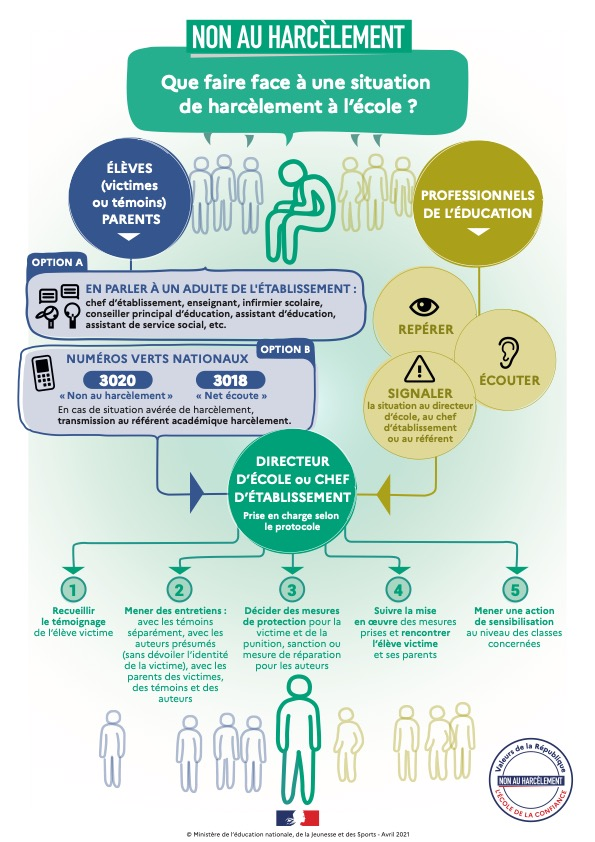 NON AU HARCÈLEMENT
Que faire face à une situation
de harcèlement à l'école ?
ÉLÈVES
(victimes
ou témoins)
PARENTS
PROFESSIONNELS
DE L'ÉDUCATION
OPTION A
EN PARLER À UN ADULTE DE L'ÉTABLISSEMENT :
chef d'établissement, enseignant, infirmier scolaire,
conseiller principal d'éducation, assistant d'éducation,
assistant de service social, etc.
OPTION B
NUMÉROS VERTS NATIONAUX
3020
« Non au harcèlement »
3018
« Net écoute »
En cas de situation avérée de harcèlement,
transmission au référent académique harcèlement.
REPÉRER
ÉCOUTER
SIGNALER
la situation au directeur
d'école, au chef
d'établissement
ou au référent
DIRECTEUR
D'ÉCOLE ou CHEF
D'ÉTABLISSEMENT
Prise en charge selon
le protocole
1
Recueillir
le témoignage
de l'élève victime
2
Mener des entretiens :
avec les témoins
séparément, avec les
auteurs présumés
(sans dévoiler l'identité
de la victime), avec les
parents des victimes,
des témoins et des
auteurs
3
Décider des mesures
de protection pour la
victime et de la
punition, sanction ou
mesure de réparation
pour les auteurs
4
Suivre la mise
en œuvre des mesures
prises et rencontrer
l'élève victime
et ses parents
5
Mener une action
de sensibilisation
au niveau des classes
concernées
Valeurs de la République
NON AU HARCÈLEMENT
L'ÉCOLE DE LA CONFIANCE
© Ministère de l'éducation nationale, de la Jeunesse et des Sports - Avril 2021